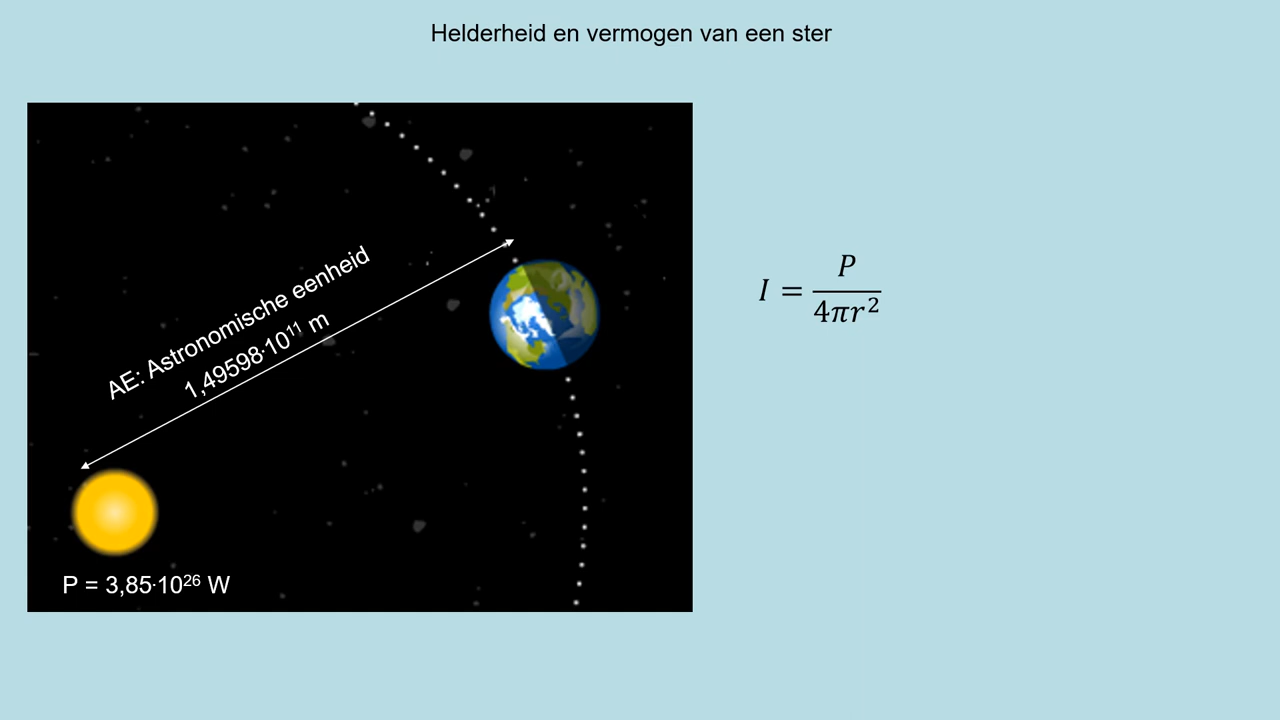 Helderheid en vermogen van een ster
AE: Astronomische eenheid
1,49598·10¹¹ m
P = 3,85·10²⁶ W
I = P / 4πr²